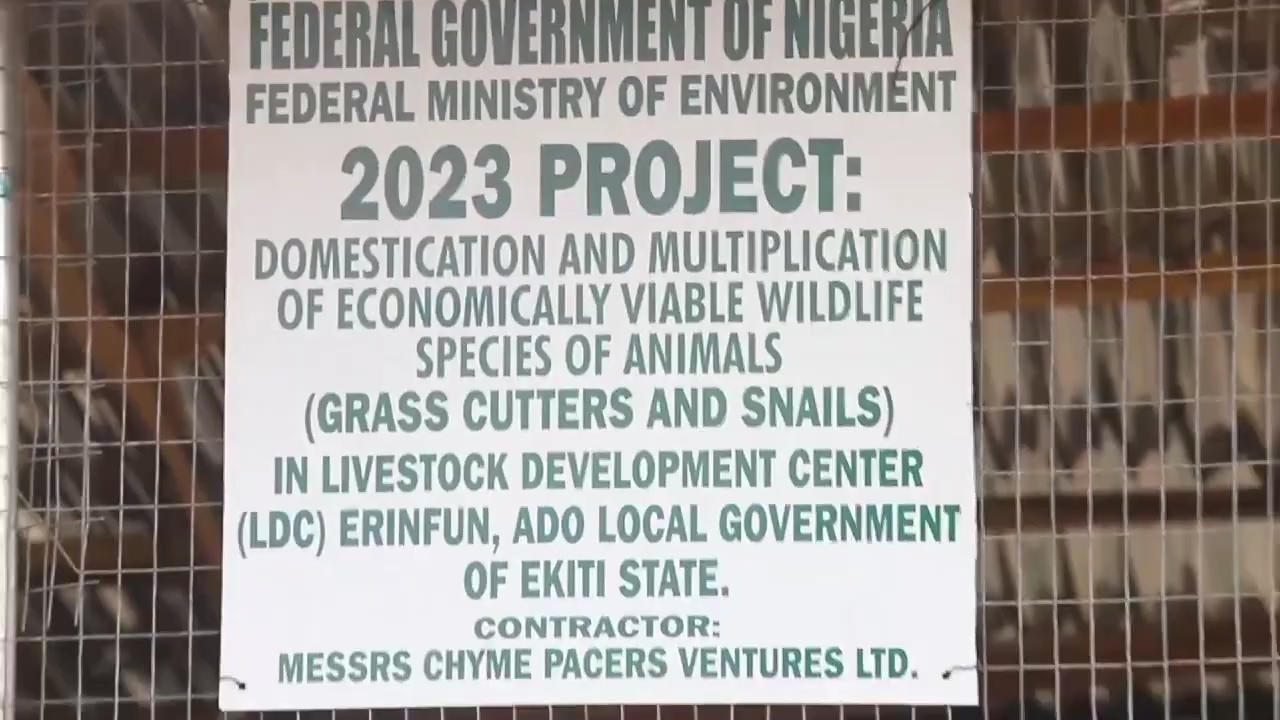 FEDERAL GOVERNMENT OF NIGERIA
FEDERAL MINISTRY OF ENVIRONMENT
2023 PROJECT:
DOMESTICATION AND MULTIPLICATION
OF ECONOMICALLY VIABLE WILDLIFE
SPECIES OF ANIMALS
(GRASS CUTTERS AND SNAILS)
IN LIVESTOCK DEVELOPMENT CENTER
(LDC) ERINFUN, ADO LOCAL GOVERNMENT
OF EKITI STATE.
CONTRACTOR:
MESSRS CHYME PACERS VENTURES LTD.